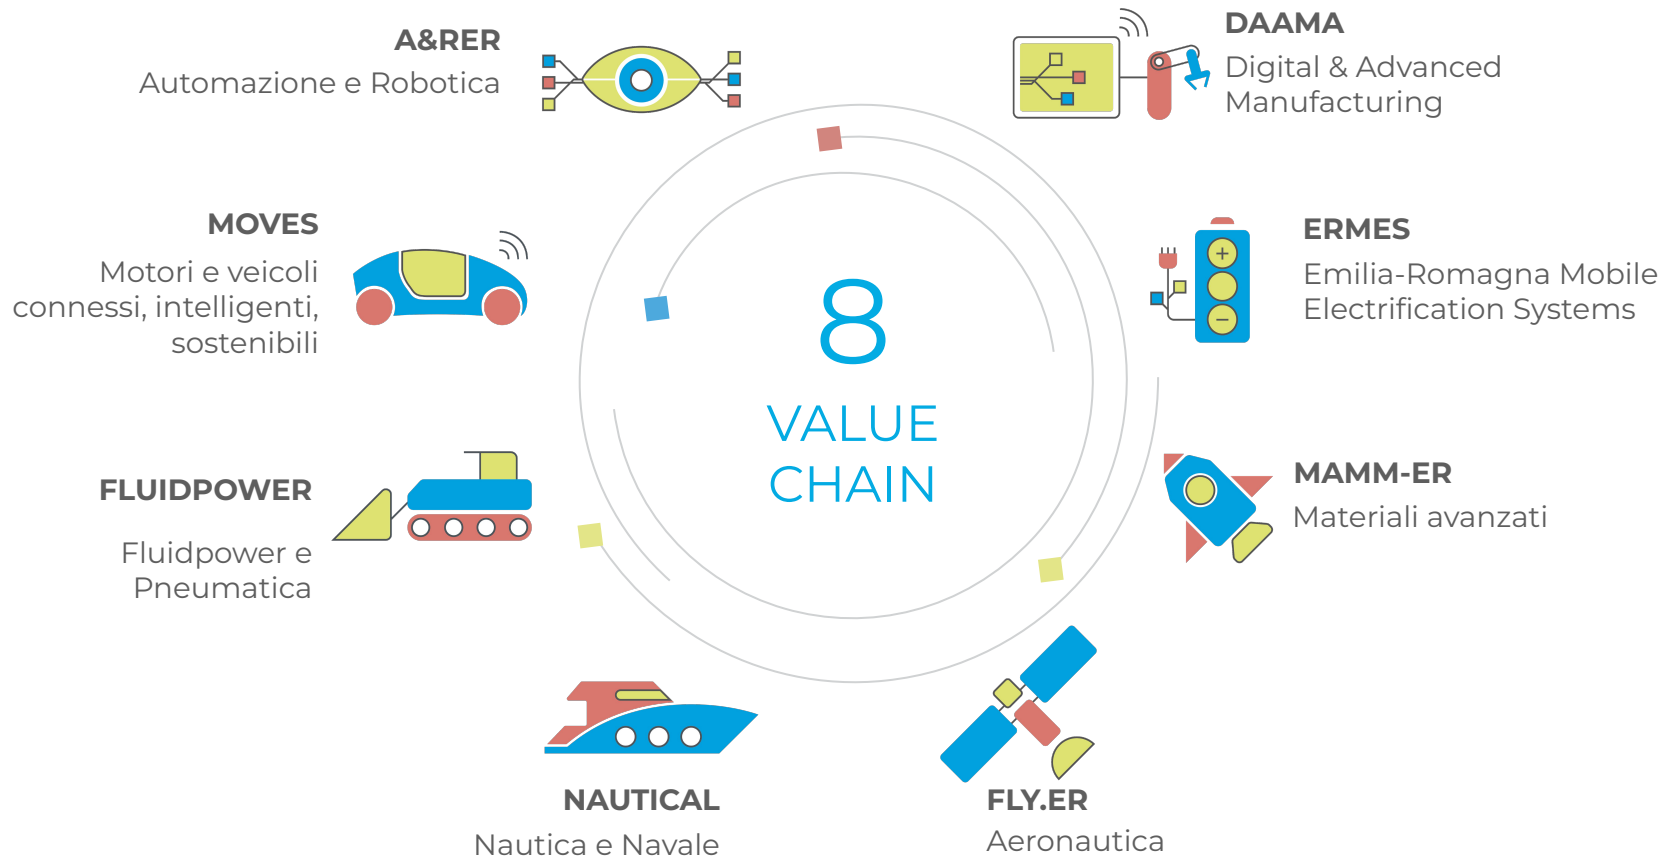 A&RER
Automazione e Robotica
DAAMA
Digital & Advanced
Manufacturing
MOVES
Motori e veicoli
connessi, intelligenti,
sostenibili
ERMES
Emilia-Romagna Mobile
Electrification Systems
8
VALUE
CHAIN
FLUIDPOWER
Fluidpower e
Pneumatica
MAMM-ER
Materiali avanzati
NAUTICAL
Nautica e Navale
FLY.ER
Aeronautica